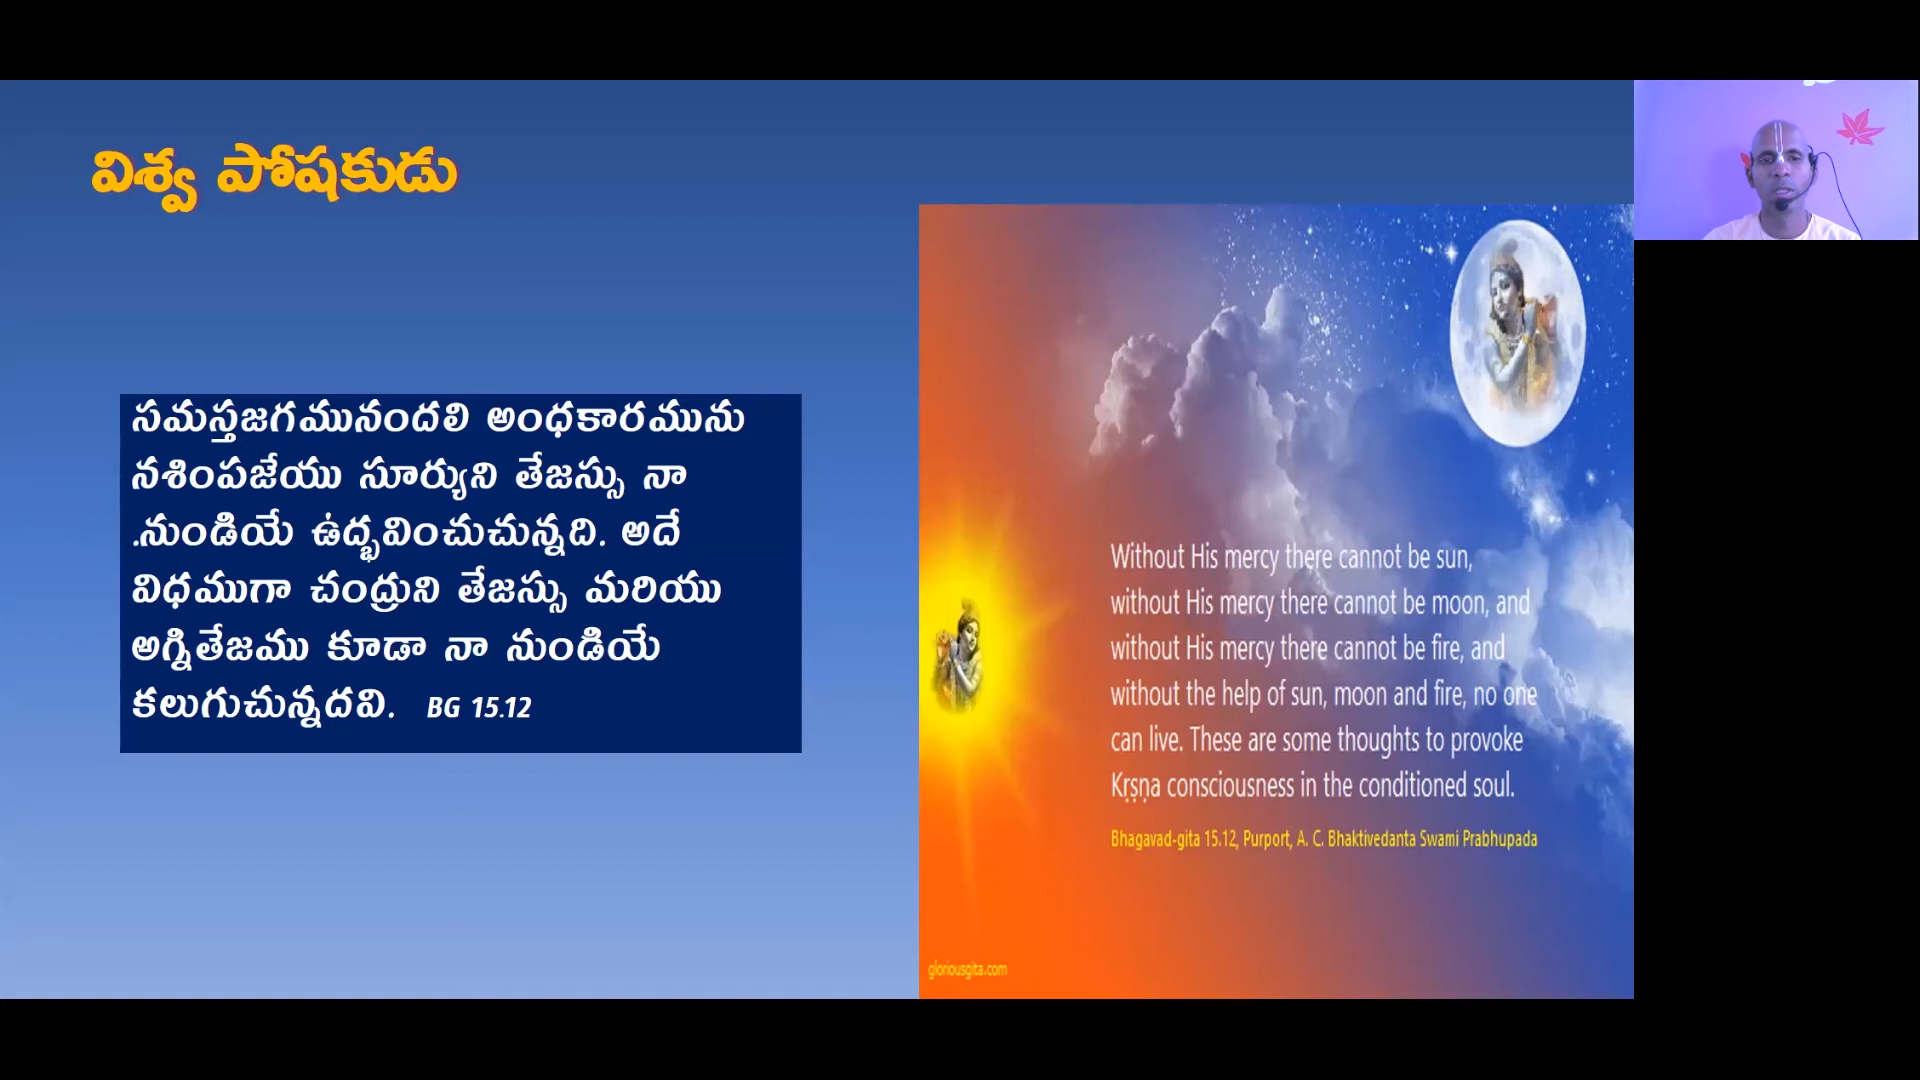 విశ్వ పోషకుడు
సమస్తజగమునందలి అంధకారమును
నశింపజేయు సూర్యుని తేజస్సు నా
.నుండియే ఉద్భవించుచున్నది. అదే
విధముగా చంద్రుని తేజస్సు మరియు
అగ్నితేజము కూడా నా నుండియే
కలుగుచున్నదవి. BG 15.12
Without His mercy there cannot be sun,
without His mercy there cannot be moon, and
without His mercy there cannot be fire, and
without the help of sun, moon and fire, no one
can live. These are some thoughts to provoke
Kṛṣṇa consciousness in the conditioned soul.
Bhagavad-gita 15.12, Purport, A. C. Bhaktivedanta Swami Prabhupada
gloriousgita.com